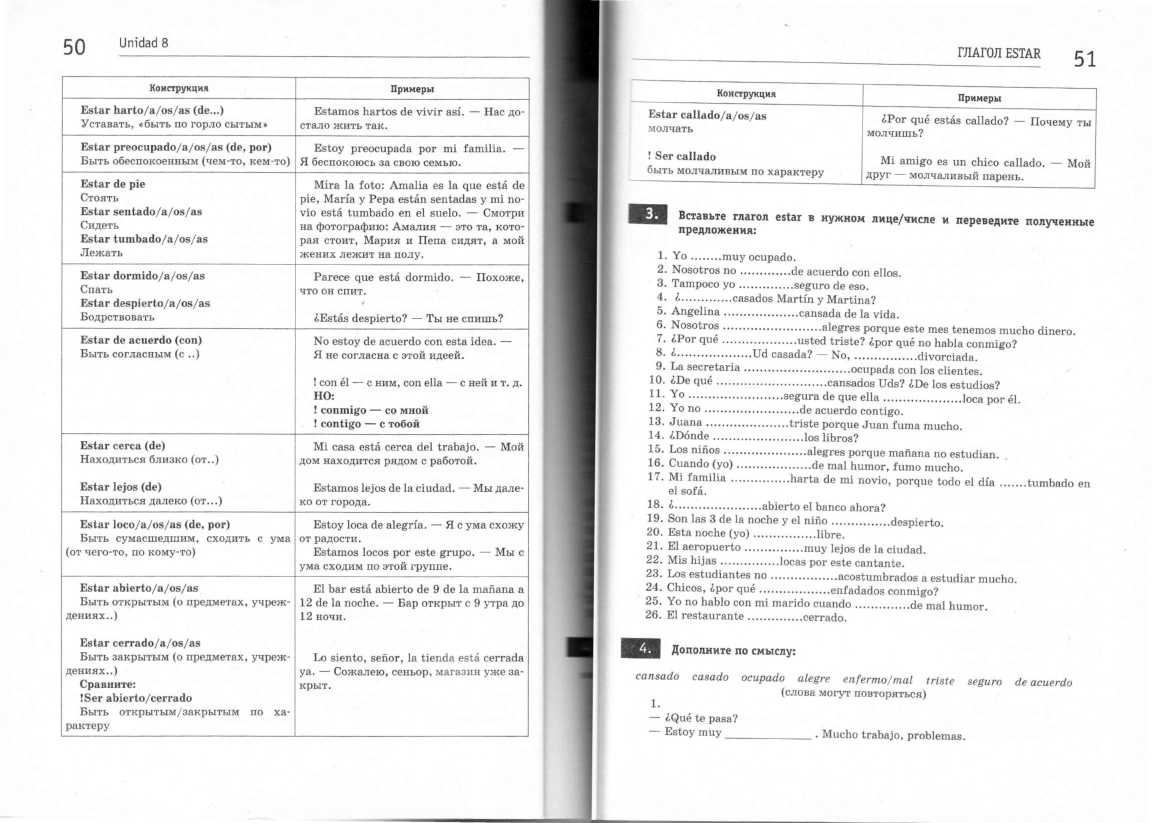 50 Unidad 8
Конструкция
Примеры
Estar harto/a/os/as (de...)
Уставать, «быть по горло сытым»
Estamos hartos de vivir así. — Нас до-
стало жить так.
Estar preocupado/a/os/as (de, por)
Быть обеспокоенным (чем-то, кем-то)
Estoy preocupada por mi familia. —
Я беспокоюсь за свою семью.
Estar de pie
Стоять
Estar sentado/a/os/as
Сидеть
Estar tumbado/a/os/as
Лежать
Mira la foto: Amalia es la que está de
pie, María y Pepa están sentadas y mi no-
vio está tumbado en el suelo. — Смотри
на фотографию: Амалия — это та, кото-
рая стоит, Мария и Пепа сидят, а мой
жених лежит на полу.
Estar dormido/a/os/as
Спать
Estar despierto/a/os/as
Бодрствовать
Parece que está dormido. — Похоже,
что он спит.
¿Estás despierto? — Ты не спишь?
Estar de acuerdo (con)
Быть согласным (с ..)
No estoy de acuerdo con esta idea. —
Я не согласна с этой идеей.
! con él — с ним, con ella — с ней и т. д.
НО:
! conmigo — со мной
! contigo — с тобой
Estar cerca (de)
Находиться близко (от..)
Estar lejos (de)
Находиться далеко (от...)
Mi casa está cerca del trabajo. — Мой
дом находится рядом с работой.
Estamos lejos de la ciudad. — Мы дале-
ко от города.
Estar loco/a/os/as (de, por)
Быть сумасшедшим, сходить с ума
(от чего-то, по кому-то)
Estoy loca de alegría. — Я с ума схожу
от радости.
Estamos locos por este grupo. — Мы с
ума сходим по этой группе.
Estar abierto/a/os/as
Быть открытым (о предметах, учреж-
дениях..)
Estar cerrado/a/os/as
Быть закрытым (о предметах, учреж-
дениях..)
Сравните:
!Ser abierto/cerrado
Быть открытым/закрытым по ха-
рактеру
El bar está abierto de 9 de la mañana a
12 de la noche. — Бар открыт с 9 утра до
12 ночи.
Lo siento, señor, la tienda está cerrada
ya. — Сожалею, сеньор, магазин уже за-
крыт.
ГЛАГОЛ ESTAR 51
Конструкция
Примеры
Estar callado/a/os/as
молчать
! Ser callado
быть молчаливым по характеру
¿Por qué estás callado? — Почему ты
молчишь?
Mi amigo es un chico callado. — Мой
друг — молчаливый парень.
3. Вставьте глагол estar в нужном лице/числе и переведите полученные
предложения:
1. Yo ........muy ocupado.
2. Nosotros no .............de acuerdo con ellos.
3. Tampoco yo ..............seguro de eso.
4. ¿.............casados Martín y Martina?
5. Angelina ...................cansada de la vida.
6. Nosotros .........................alegres porque este mes tenemos mucho dinero.
7. ¿Por qué ...................usted triste? ¿por qué no habla conmigo?
8. ¿...................Ud casada? — No, ................divorciada.
9. La secretaria ...........................ocupada con los clientes.
10. ¿De qué ............................cansados Uds? ¿De los estudios?
11. Yo ........................segura de que ella ....................loca por él.
12. Yo no ........................de acuerdo contigo.
13. Juana .....................triste porque Juan fuma mucho.
14. ¿Dónde .......................los libros?
15. Los niños .....................alegres porque mañana no estudian.
16. Cuando (yo) ...................de mal humor, fumo mucho.
17. Mi familia ...............harta de mi novio, porque todo el día .......tumbado en
el sofá.
18. ¿......................abierto el banco ahora?
19. Son las 3 de la noche y el niño ...............despierto.
20. Esta noche (yo) ................libre.
21. El aeropuerto ...............muy lejos de la ciudad.
22. Mis hijas ...............locas por este cantante.
23. Los estudiantes no .................acostumbrados a estudiar mucho.
24. Chicos, ¿por qué ..................enfadados conmigo?
25. Yo no hablo con mi marido cuando ..............de mal humor.
26. El restaurante ..............cerrado.
4. Дополните по смыслу:
cansado casado ocupado alegre enfermo/mal triste seguro de acuerdo
(слова могут повторяться)
1.
— ¿Qué te pasa?
— Estoy muy _____________ . Mucho trabajo, problemas.